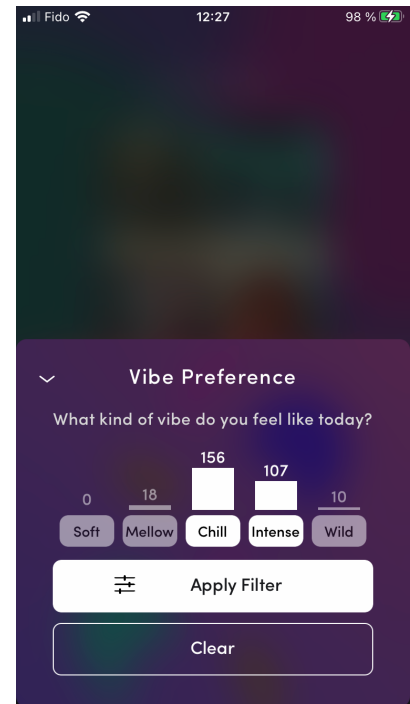 Fido 12:27 98 %
Vibe Preference
What kind of vibe do you feel like today?
0 18 156 107 10
Soft Mellow Chill Intense Wild
Apply Filter
Clear